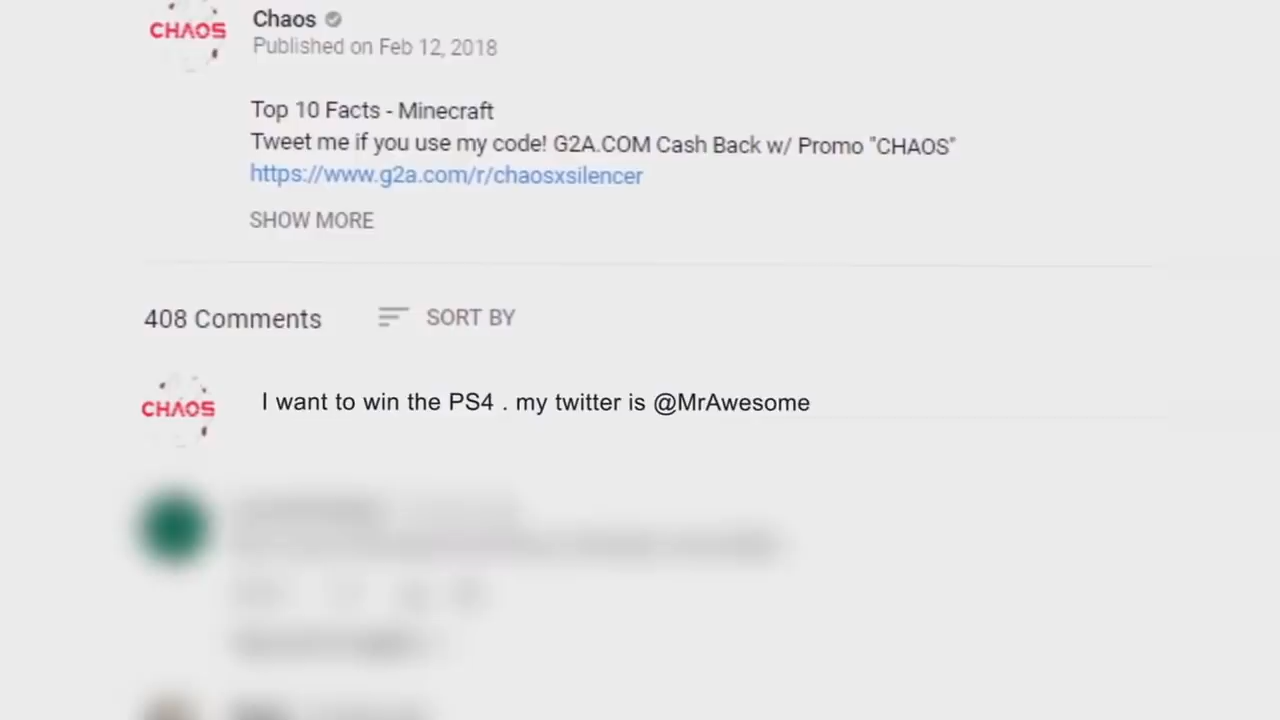 CHAOS
Chaos
Published on Feb 12, 2018
Top 10 Facts - Minecraft
Tweet me if you use my code! G2A.COM Cash Back w/ Promo "CHAOS"
https://www.g2a.com/r/chaosxsilencer
SHOW MORE
408 Comments SORT BY
CHAOS
I want to win the PS4 . my twitter is @MrAwesome